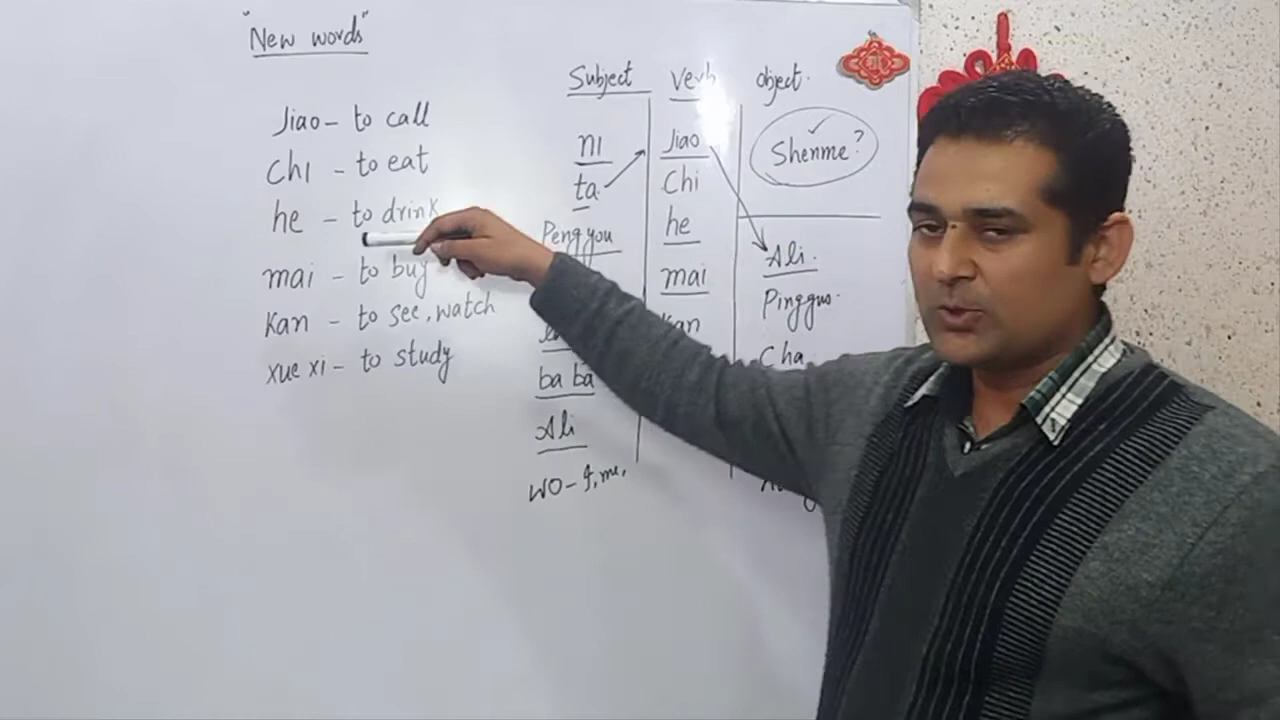 "New words"
Jiao - to call
Chi - to eat
he - to drink
mai - to buy
Kan - to see, watch
xue xi - to study
Subject Verb object.
ni Jiao Shenme?
ta. Chi
Peng you he Ali.
mai Pingguo.
Kan Cha
ba ba
Ali
WO - I, me,